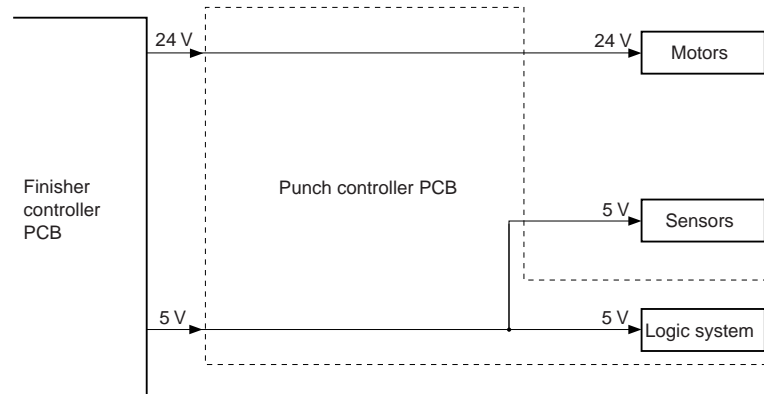 24 V
24 V
Motors
Finisher
controller
PCB
Punch controller PCB
5 V
Sensors
5 V
5 V
Logic system